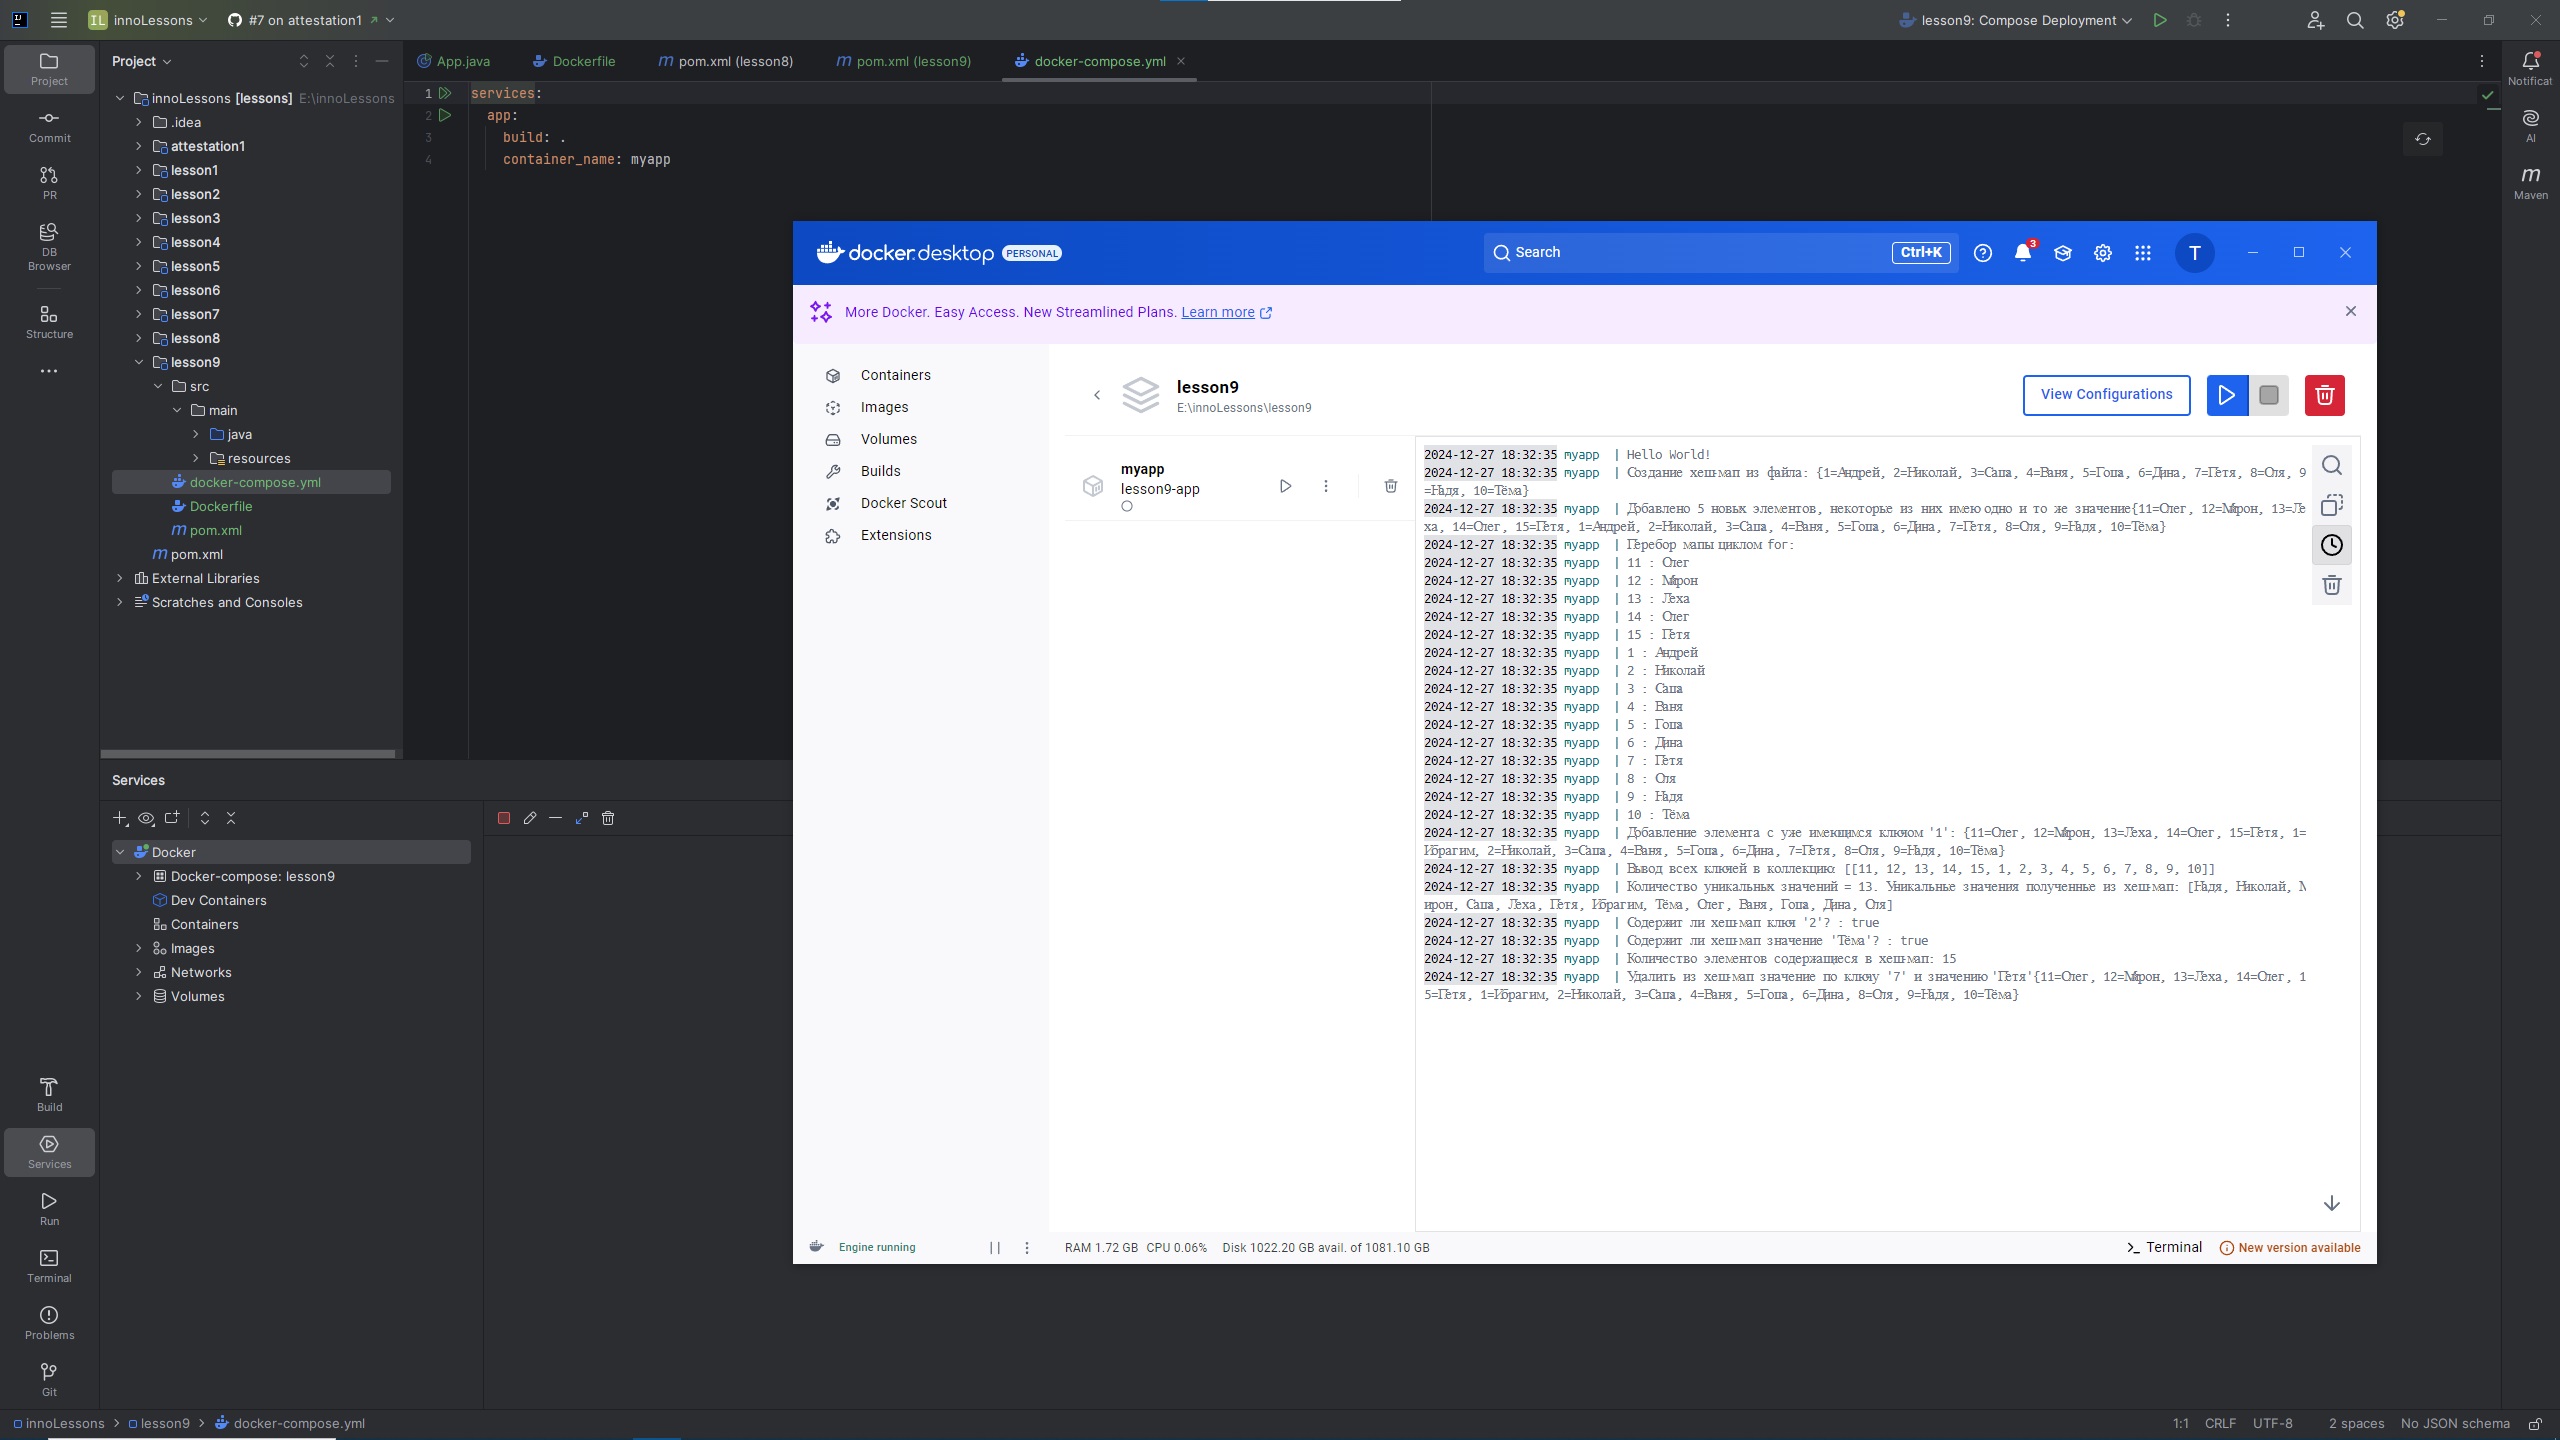 innoLessons
#7 on attestation1
lesson9: Compose Deployment
Project
Commit
PR
DB
Browser
Structure
Project
innoLessons [lessons] E:\innoLessons
.idea
attestation1
lesson1
lesson2
lesson3
lesson4
lesson5
lesson6
lesson7
lesson8
lesson9
src
main
java
resources
docker-compose.yml
Dockerfile
pom.xml
pom.xml
External Libraries
Scratches and Consoles
App.java
Dockerfile
pom.xml (lesson8)
pom.xml (lesson9)
docker-compose.yml
1 services:
2 app:
3 build: .
4 container_name: myapp
Notificat
AI
Maven
docker.desktop PERSONAL
Search
Ctrl+K
3
T
More Docker. Easy Access. New Streamlined Plans. Learn more
Containers
Images
Volumes
Builds
Docker Scout
Extensions
lesson9
E:\innoLessons\lesson9
View Configurations
myapp
lesson9-app
2024-12-27 18:32:35 myapp | Hello World!
2024-12-27 18:32:35 myapp | Создание хеш-мап из файла: {1=Андрей, 2=Николай, 3=Саша, 4=Ваня, 5=Гоша, 6=Дина, 7=Петя, 8=Оля, 9
=Надя, 10=Тёма}
2024-12-27 18:32:35 myapp | Добавлено 5 новых элементов, некоторые из них имею одно и то же значение{11=Олег, 12=Мирон, 13=Ле
ха, 14=Олег, 15=Петя, 1=Андрей, 2=Николай, 3=Саша, 4=Ваня, 5=Гоша, 6=Дина, 7=Петя, 8=Оля, 9=Надя, 10=Тёма}
2024-12-27 18:32:35 myapp | Перебор мапы циклом for:
2024-12-27 18:32:35 myapp | 11 : Олег
2024-12-27 18:32:35 myapp | 12 : Мирон
2024-12-27 18:32:35 myapp | 13 : Леха
2024-12-27 18:32:35 myapp | 14 : Олег
2024-12-27 18:32:35 myapp | 15 : Петя
2024-12-27 18:32:35 myapp | 1 : Андрей
2024-12-27 18:32:35 myapp | 2 : Николай
2024-12-27 18:32:35 myapp | 3 : Саша
2024-12-27 18:32:35 myapp | 4 : Ваня
2024-12-27 18:32:35 myapp | 5 : Гоша
2024-12-27 18:32:35 myapp | 6 : Дина
2024-12-27 18:32:35 myapp | 7 : Петя
2024-12-27 18:32:35 myapp | 8 : Оля
2024-12-27 18:32:35 myapp | 9 : Надя
2024-12-27 18:32:35 myapp | 10 : Тёма
2024-12-27 18:32:35 myapp | Добавление элемента с уже имеющимся ключом '1': {11=Олег, 12=Мирон, 13=Леха, 14=Олег, 15=Петя, 1=
Ибрагим, 2=Николай, 3=Саша, 4=Ваня, 5=Гоша, 6=Дина, 7=Петя, 8=Оля, 9=Надя, 10=Тёма}
2024-12-27 18:32:35 myapp | Вывод всех ключей в коллекцию: [[11, 12, 13, 14, 15, 1, 2, 3, 4, 5, 6, 7, 8, 9, 10]]
2024-12-27 18:32:35 myapp | Количество уникальных значений = 13. Уникальные значения полученные из хеш-мап: [Надя, Николай, М
ирон, Саша, Леха, Петя, Ибрагим, Тёма, Олег, Ваня, Гоша, Дина, Оля]
2024-12-27 18:32:35 myapp | Содержит ли хеш-мап ключ '2'? : true
2024-12-27 18:32:35 myapp | Содержит ли хеш-мап значение 'Тёма'? : true
2024-12-27 18:32:35 myapp | Количество элементов содержащиеся в хеш-мап: 15
2024-12-27 18:32:35 myapp | Удалить из хеш-мап значение по ключу '7' и значению 'Петя'{11=Олег, 12=Мирон, 13=Леха, 14=Олег, 1
5=Петя, 1=Ибрагим, 2=Николай, 3=Саша, 4=Ваня, 5=Гоша, 6=Дина, 8=Оля, 9=Надя, 10=Тёма}
Engine running
RAM 1.72 GB CPU 0.06% Disk 1022.20 GB avail. of 1081.10 GB
Terminal
New version available
Services
Docker
Docker-compose: lesson9
Dev Containers
Containers
Images
Networks
Volumes
Build
Services
Run
Terminal
Problems
Git
innoLessons > lesson9 > docker-compose.yml
1:1 CRLF UTF-8 2 spaces No JSON schema